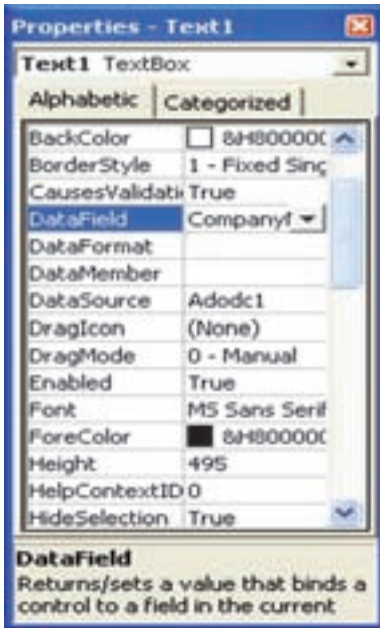 Properties - Text1
Text1 TextBox
Alphabetic Categorized
BackColor &H800000(
BorderStyle 1 - Fixed Sing
CausesValidati True
DataField Companyf
DataFormat
DataMember
DataSource Adodc1
DragIcon (None)
DragMode 0 - Manual
Enabled True
Font MS Sans Serif
ForeColor &H800000(
Height 495
HelpContextID 0
HideSelection True
DataField
Returns/sets a value that binds a
control to a field in the current